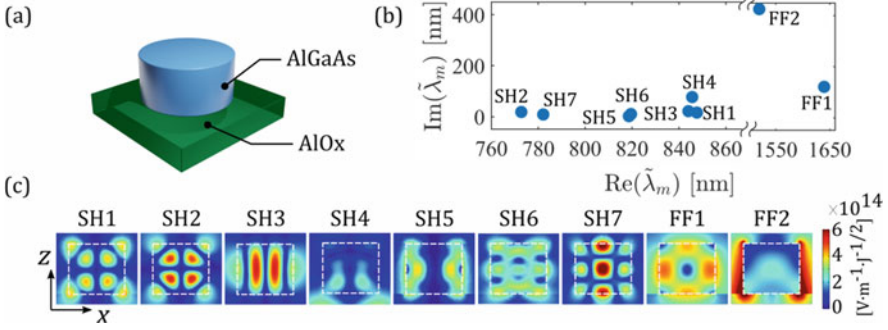 (a)
AlGaAs
AlOx
(b)
Im(λ̃ₘ) [nm]
400
200
0
FF2
FF1
SH2
SH7
SH6
SH5
SH4
SH3
SH1
760
780
800
820
840
1550
1650
Re(λ̃ₘ) [nm]
(c)
SH1 SH2 SH3 SH4 SH5 SH6 SH7 FF1 FF2
z
x
×10¹⁴
6
4
2
0
[V·m⁻¹·J⁻¹/²]